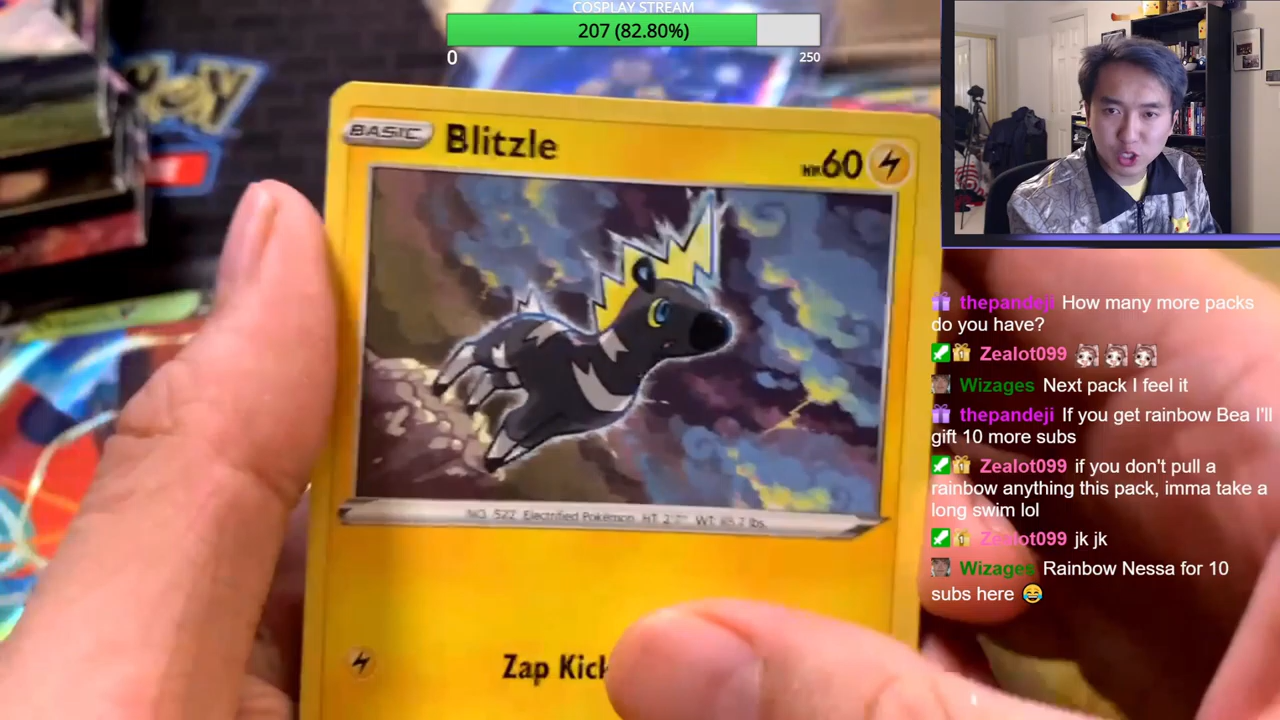 COSPLAY STREAM
207 (82.80%)
0
250
BASIC
Blitzle
HP 60
NO. 522 Electrified Pokémon HT: 2'7" WT: 65.7 lbs.
Zap Kick
thepandeji How many more packs
do you have?
Zealot099
Wizages Next pack I feel it
thepandeji If you get rainbow Bea I'll
gift 10 more subs
Zealot099 if you don't pull a
rainbow anything this pack, imma take a
long swim lol
Zealot099 jk jk
Wizages Rainbow Nessa for 10
subs here 😂